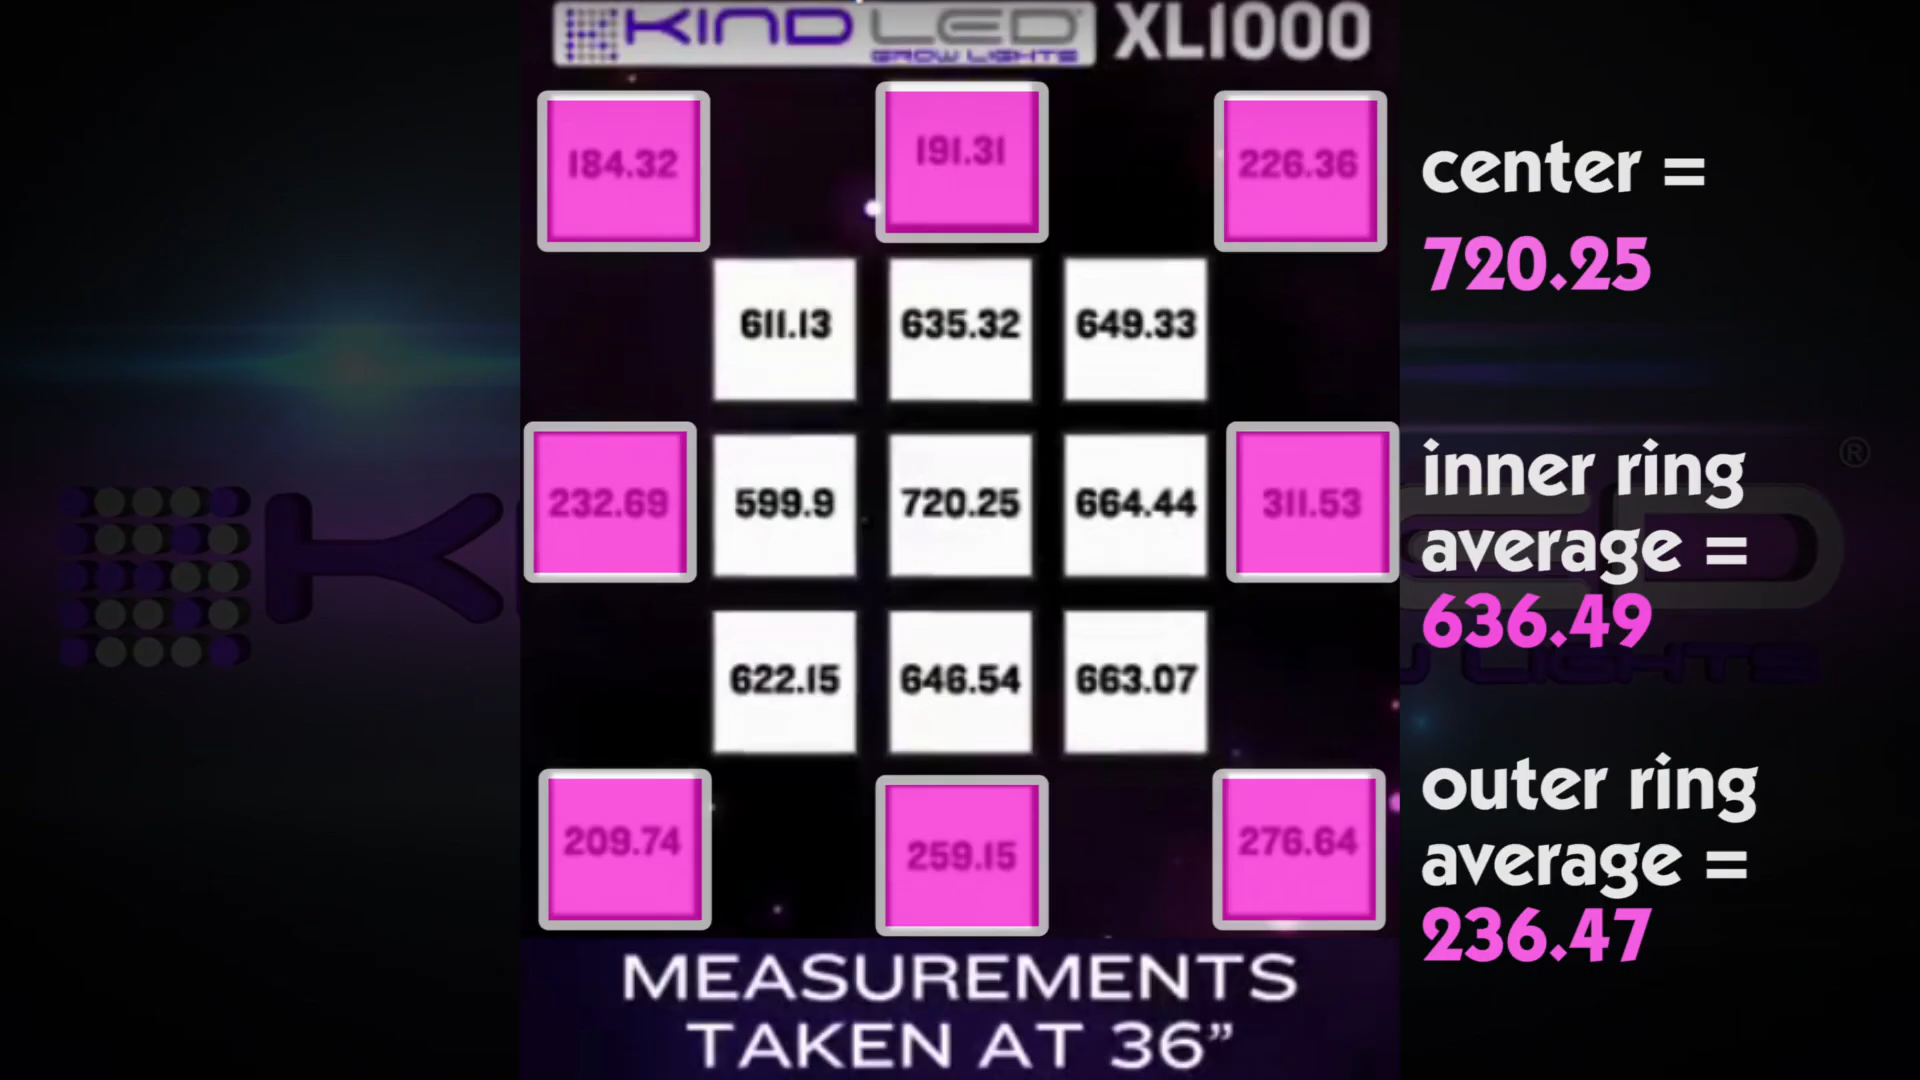 KIND LED XL1000
GROW LIGHTS
184.32 191.31 226.36
611.13 635.32 649.33
232.69 599.9 720.25 664.44 311.53
622.15 646.54 663.07
209.74 259.15 276.64
MEASUREMENTS
TAKEN AT 36”
center =
720.25
inner ring
average =
636.49
outer ring
average =
236.47
K
®